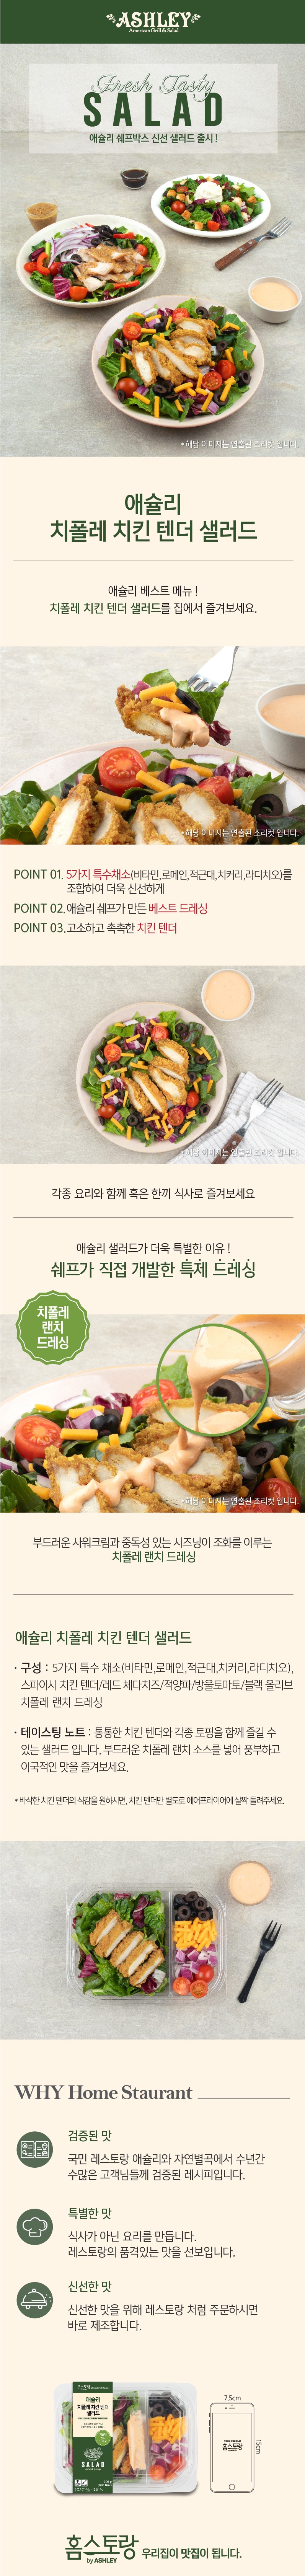 ASHLEY
American Grill & Salad
Fresh Tasty
SALAD
애슐리 쉐프박스 신선 샐러드 출시 !
* 해당 이미지는 연출된 조리컷 입니다.
애슐리
치폴레 치킨 텐더 샐러드
애슐리 베스트 메뉴 !
치폴레 치킨 텐더 샐러드를 집에서 즐겨보세요.
* 해당 이미지는 연출된 조리컷 입니다.
POINT 01. 5가지 특수채소(비타민,로메인,적근대,치커리,라디치오)를
조합하여 더욱 신선하게
POINT 02. 애슐리 쉐프가 만든 베스트 드레싱
POINT 03. 고소하고 촉촉한 치킨 텐더
* 해당 이미지는 연출된 조리컷 입니다.
각종 요리와 함께 혹은 한끼 식사로 즐겨보세요
애슐리 샐러드가 더욱 특별한 이유 !
쉐프가 직접 개발한 특제 드레싱
치폴레
랜치
드레싱
* 해당 이미지는 연출된 조리컷 입니다.
부드러운 사워크림과 중독성 있는 시즈닝이 조화를 이루는
치폴레 랜치 드레싱
애슐리 치폴레 치킨 텐더 샐러드
· 구성 : 5가지 특수 채소(비타민,로메인,적근대,치커리,라디치오),
스파이시 치킨 텐더/레드 체다치즈/적양파/방울토마토/블랙 올리브
치폴레 랜치 드레싱
· 테이스팅 노트 : 통통한 치킨 텐더와 각종 토핑을 함께 즐길 수
있는 샐러드 입니다. 부드러운 치폴레 랜치 소스를 넣어 풍부하고
이국적인 맛을 즐겨보세요.
* 바삭한 치킨 텐더의 식감을 원하시면, 치킨 텐더만 별도로 에어프라이어에 살짝 돌려주세요.
WHY Home Staurant
검증된 맛
국민 레스토랑 애슐리와 자연별곡에서 수년간
수많은 고객님들께 검증된 레시피입니다.
특별한 맛
식사가 아닌 요리를 만듭니다.
레스토랑의 품격있는 맛을 선보입니다.
신선한 맛
신선한 맛을 위해 레스토랑 처럼 주문하시면
바로 제조합니다.
홈스토랑
애슐리
치폴레 치킨 텐더
샐러드
SALAD
7.5cm
홈스토랑
15cm
홈스토랑
by ASHLEY
우리집이 맛집이 됩니다.